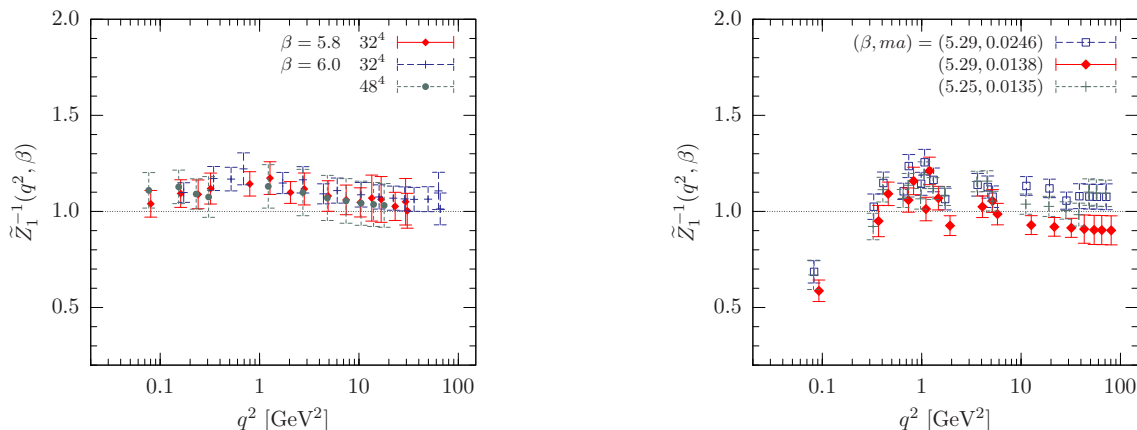 2.0
β = 5.8 32⁴
β = 6.0 32⁴
48⁴
1.5
1.0
0.5
Z̃₁⁻¹(q², β)
0.1 1 10 100
q² [GeV²]
2.0
(β, ma) = (5.29, 0.0246)
(5.29, 0.0138)
(5.25, 0.0135)
1.5
1.0
0.5
Z̃₁⁻¹(q², β)
0.1 1 10 100
q² [GeV²]